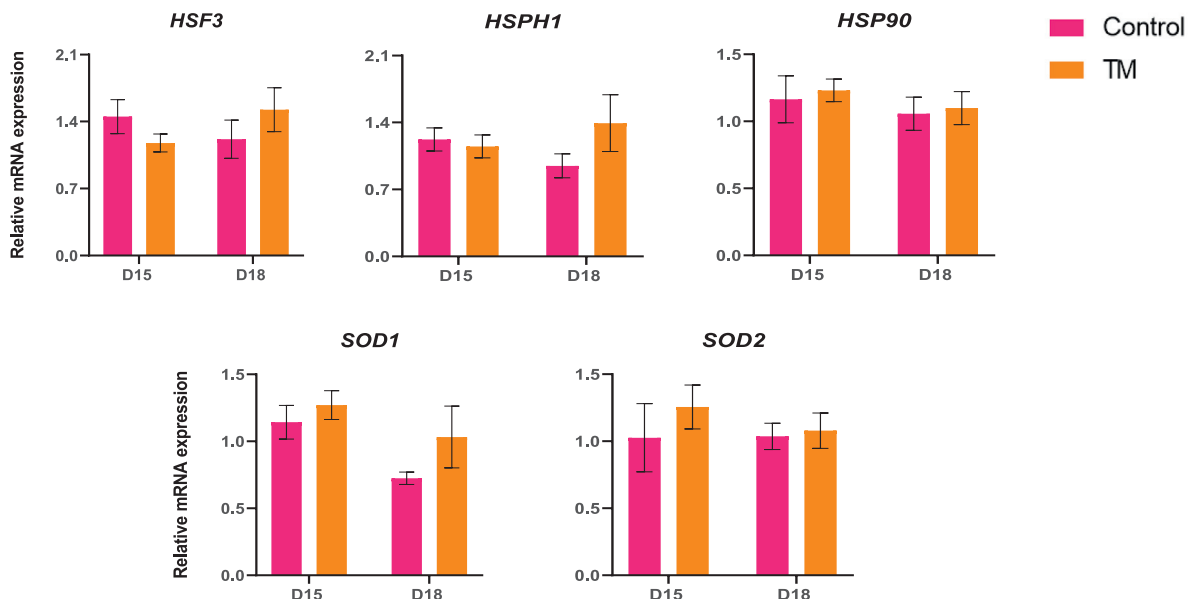 HSF3
HSPH1
HSP90
Control
TM
Relative mRNA expression
2.1
1.4
0.7
0.0
D15
D18
2.1
1.4
0.7
0.0
D15
D18
1.5
1.0
0.5
0.0
D15
D18
SOD1
SOD2
Relative mRNA expression
1.5
1.0
0.5
0.0
D15
D18
1.5
1.0
0.5
0.0
D15
D18